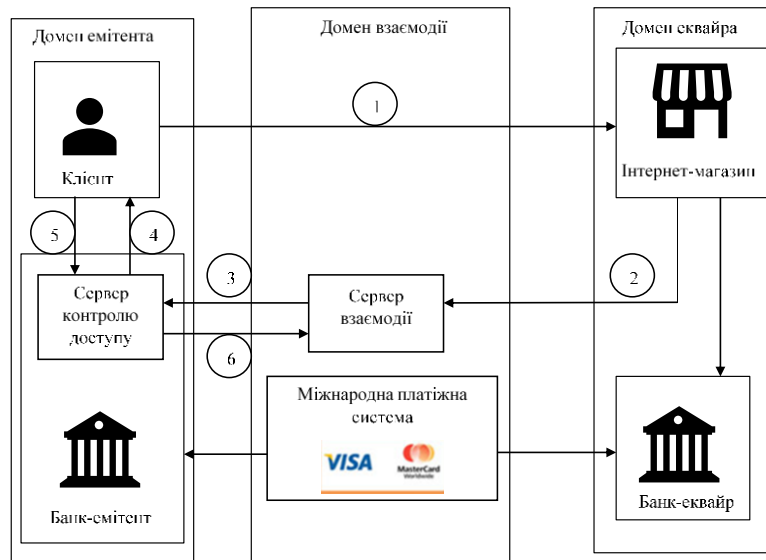 Домен емітента
Домен взаємодії
Домен еквайра
1
Клієнт
Інтернет-магазин
5
4
3
2
Сервер
контролю
доступу
Сервер
взаємодії
6
Міжнародна платіжна
система
VISA
MasterCard
Worldwide
Банк-емітент
Банк-еквайр